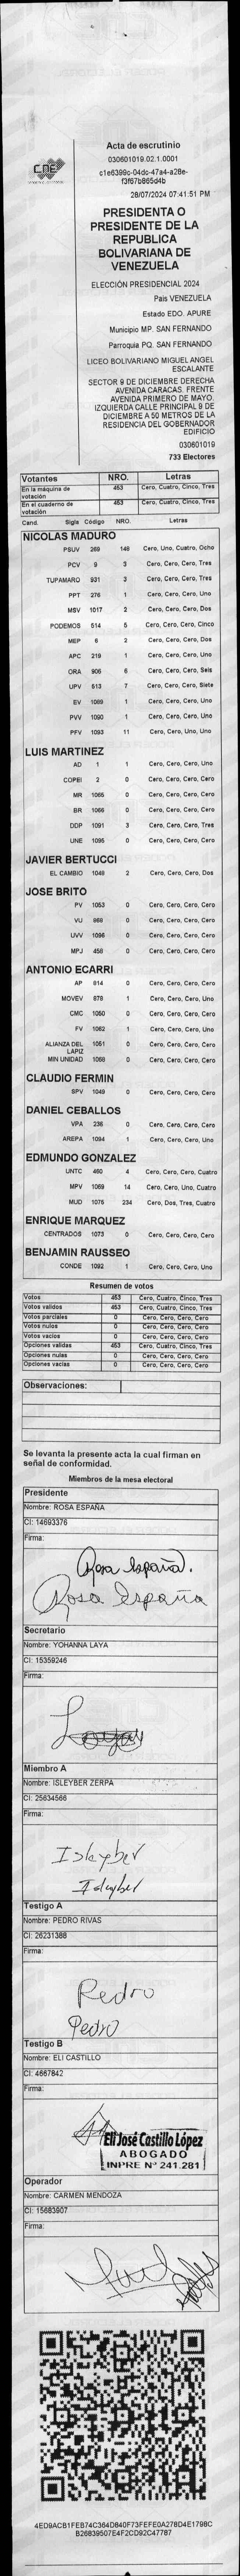 CNE
Acta de escrutinio
030601019.02.1.0001
c1e6399c-04dc-47a4-a28e-
f3f67b865d4b
28/07/2024 07:41:51 PM
PRESIDENTA O
PRESIDENTE DE LA
REPUBLICA
BOLIVARIANA DE
VENEZUELA
ELECCIÓN PRESIDENCIAL 2024
Pais VENEZUELA
Estado EDO. APURE
Municipio MP. SAN FERNANDO
Parroquia PQ. SAN FERNANDO
LICEO BOLIVARIANO MIGUEL ANGEL
ESCALANTE
SECTOR 9 DE DICIEMBRE DERECHA
AVENIDA CARACAS. FRENTE
AVENIDA PRIMERO DE MAYO.
IZQUIERDA CALLE PRINCIPAL 9 DE
DICIEMBRE A 50 METROS DE LA
RESIDENCIA DEL GOBERNADOR
EDIFICIO
030601019
733 Electores
Votantes NRO. Letras
En la máquina de votación 453 Cero, Cuatro, Cinco, Tres
En el cuaderno de votación 453 Cero, Cuatro, Cinco, Tres
Cand. Sigla Código NRO. Letras
NICOLAS MADURO
PSUV 269 148 Cero, Uno, Cuatro, Ocho
PCV 9 3 Cero, Cero, Cero, Tres
TUPAMARO 931 3 Cero, Cero, Cero, Tres
PPT 276 1 Cero, Cero, Cero, Uno
MSV 1017 2 Cero, Cero, Cero, Dos
PODEMOS 514 5 Cero, Cero, Cero, Cinco
MEP 6 2 Cero, Cero, Cero, Dos
APC 219 1 Cero, Cero, Cero, Uno
ORA 906 6 Cero, Cero, Cero, Seis
UPV 513 7 Cero, Cero, Cero, Siete
EV 1089 1 Cero, Cero, Cero, Uno
PVV 1090 1 Cero, Cero, Cero, Uno
PFV 1093 11 Cero, Cero, Uno, Uno
LUIS MARTINEZ
AD 1 1 Cero, Cero, Cero, Uno
COPEI 2 0 Cero, Cero, Cero, Cero
MR 1065 0 Cero, Cero, Cero, Cero
BR 1066 0 Cero, Cero, Cero, Cero
DDP 1091 3 Cero, Cero, Cero, Tres
UNE 1095 0 Cero, Cero, Cero, Cero
JAVIER BERTUCCI
EL CAMBIO 1048 2 Cero, Cero, Cero, Dos
JOSE BRITO
PV 1053 0 Cero, Cero, Cero, Cero
VU 969 0 Cero, Cero, Cero, Cero
UVV 1096 0 Cero, Cero, Cero, Cero
MPJ 458 0 Cero, Cero, Cero, Cero
ANTONIO ECARRI
AP 814 0 Cero, Cero, Cero, Cero
MOVEV 978 1 Cero, Cero, Cero, Uno
CMC 1050 0 Cero, Cero, Cero, Cero
FV 1062 1 Cero, Cero, Cero, Uno
ALIANZA DEL LAPIZ 1051 0 Cero, Cero, Cero, Cero
MIN UNIDAD 1068 0 Cero, Cero, Cero, Cero
CLAUDIO FERMIN
SPV 1049 0 Cero, Cero, Cero, Cero
DANIEL CEBALLOS
VPA 236 0 Cero, Cero, Cero, Cero
AREPA 1094 1 Cero, Cero, Cero, Uno
EDMUNDO GONZALEZ
UNTC 460 4 Cero, Cero, Cero, Cuatro
MPV 1069 14 Cero, Cero, Uno, Cuatro
MUD 1075 234 Cero, Dos, Tres, Cuatro
ENRIQUE MARQUEZ
CENTRADOS 1073 0 Cero, Cero, Cero, Cero
BENJAMIN RAUSSEO
CONDE 1092 1 Cero, Cero, Cero, Uno
Resumen de votos
Votos 453 Cero, Cuatro, Cinco, Tres
Votos validos 453 Cero, Cuatro, Cinco, Tres
Votos parciales 0 Cero, Cero, Cero, Cero
Votos nulos 0 Cero, Cero, Cero, Cero
Votos vacios 0 Cero, Cero, Cero, Cero
Opciones validas 453 Cero, Cuatro, Cinco, Tres
Opciones nulas 0 Cero, Cero, Cero, Cero
Opciones vacias 0 Cero, Cero, Cero, Cero
Observaciones:
Se levanta la presente acta la cual firman en
señal de conformidad.
Miembros de la mesa electoral
Presidente
Nombre: ROSA ESPAÑA
CI: 14693376
Firma:
Rosa España.
Rosa España
Secretario
Nombre: YOHANNA LAYA
CI: 15359246
Firma:
Miembro A
Nombre: ISLEYBER ZERPA
CI: 25634566
Firma:
Isleyber
Isleyber
Testigo A
Nombre: PEDRO RIVAS
CI: 26231388
Firma:
Pedro
Pedro
Testigo B
Nombre: ELI CASTILLO
CI: 4667842
Firma:
Elí José Castillo López
ABOGADO
INPRE Nº 241.281
Operador
Nombre: CARMEN MENDOZA
CI: 15683907
Firma:
4ED9ACB1FEB74C364D640F73FEFE0A278D4E1798C
B26839507E4F2CD92C47787